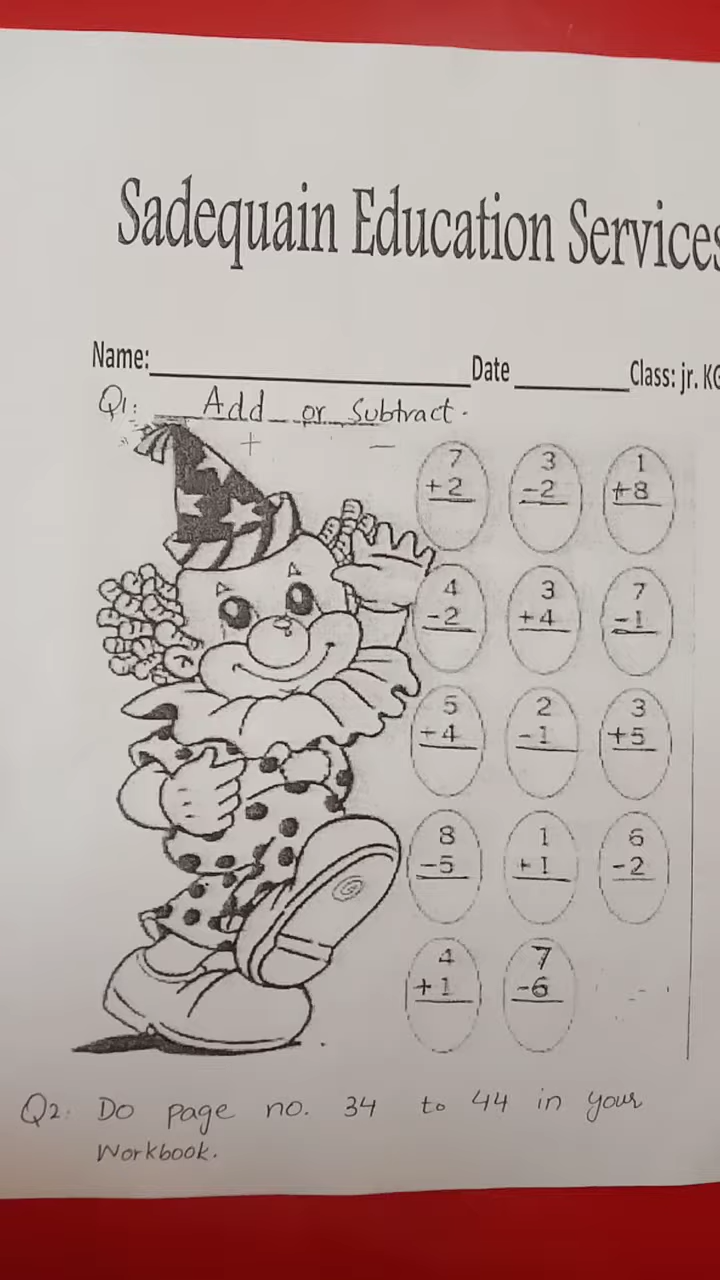 Sadequain Education Services
Name:____________________Date________Class: jr. KG
Q1: Add or Subtract.
+ −
7 3 1
+2 -2 +8
4 3 7
-2 +4 -1
5 2 3
+4 -1 +5
8 1 6
-5 +1 -2
4 7
+1 -6
Q2. Do page no. 34 to 44 in your
Workbook.